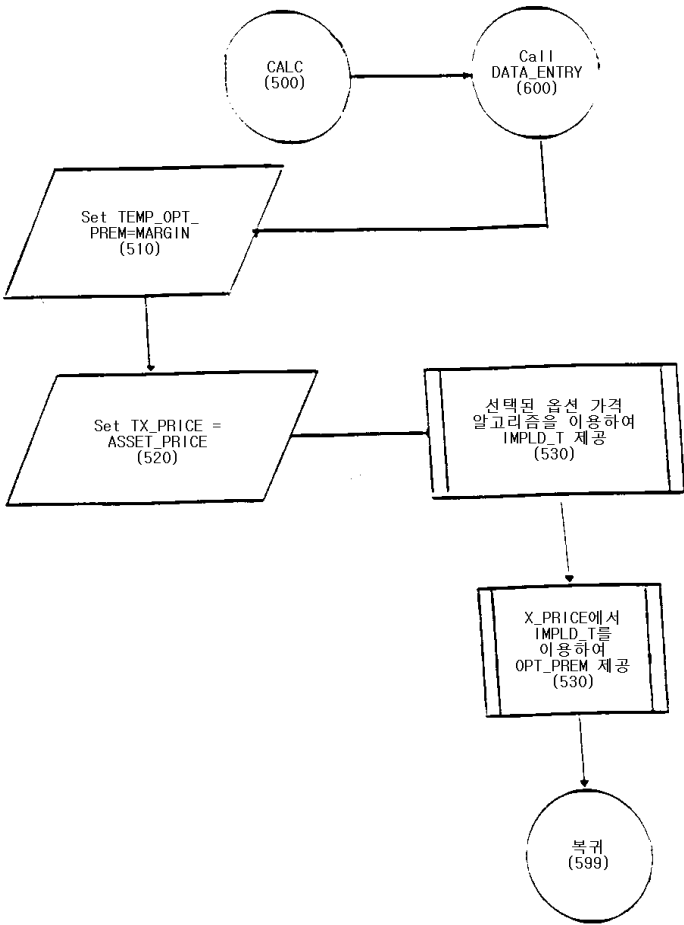 CALC
(500)
Call
DATA_ENTRY
(600)
Set TEMP_OPT_
PREM=MARGIN
(510)
Set TX_PRICE =
ASSET_PRICE
(520)
선택된 옵션 가격
알고리즘을 이용하여
IMPLD_T 제공
(530)
X_PRICE에서
IMPLD_T를
이용하여
OPT_PREM 제공
(530)
복귀
(599)